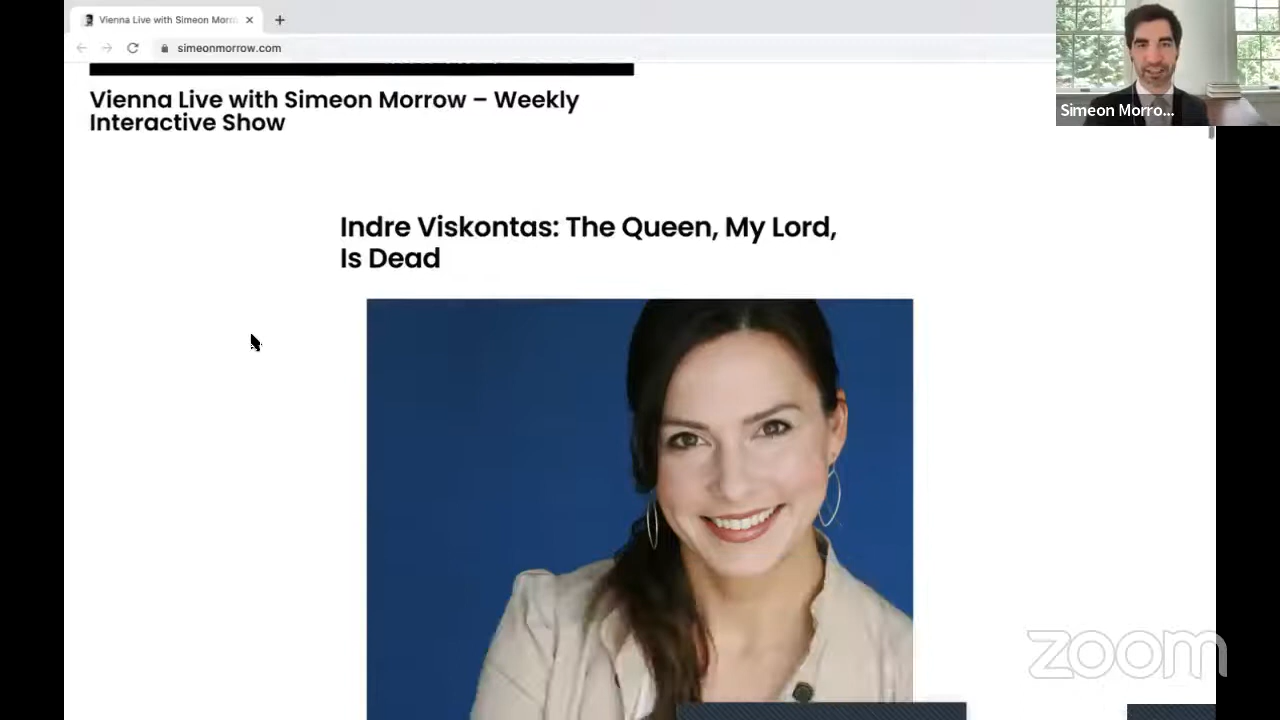 Vienna Live with Simeon Morr
simeonmorrow.com
Simeon Morro...
Vienna Live with Simeon Morrow – Weekly
Interactive Show
Indre Viskontas: The Queen, My Lord,
Is Dead
zoom